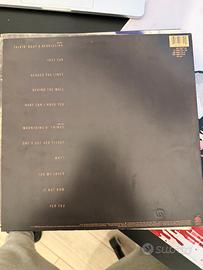 TALKIN' BOUT A REVOLUTION
FAST CAR
ACROSS THE LINES
BEHIND THE WALL
BABY CAN I HOLD YOU
MOUNTAINS O' THINGS
SHE'S GOT HER TICKET
WHY?
FOR MY LOVER
IF NOT NOW...
FOR YOU
subito